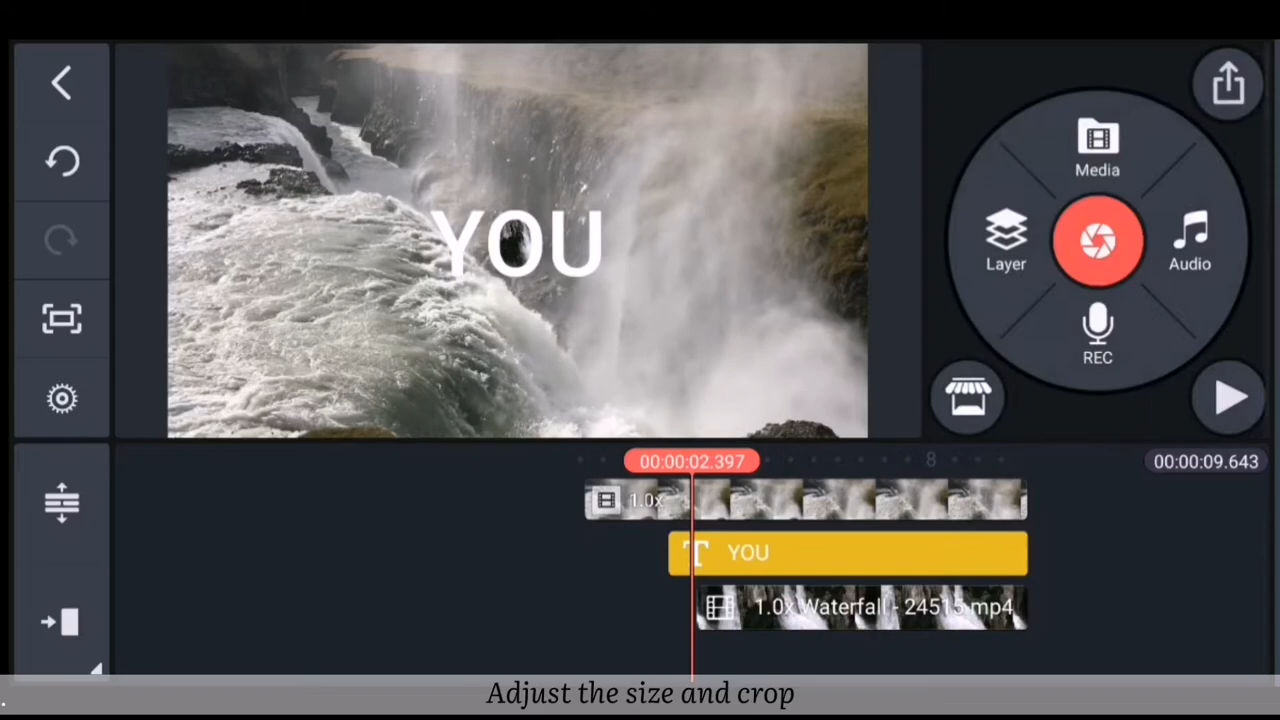 Media
YOU
Layer
Audio
REC
00:00:02.397
8
00:00:09.643
1.0x
T YOU
1.0x Waterfall - 24515.mp4
Adjust the size and crop
.